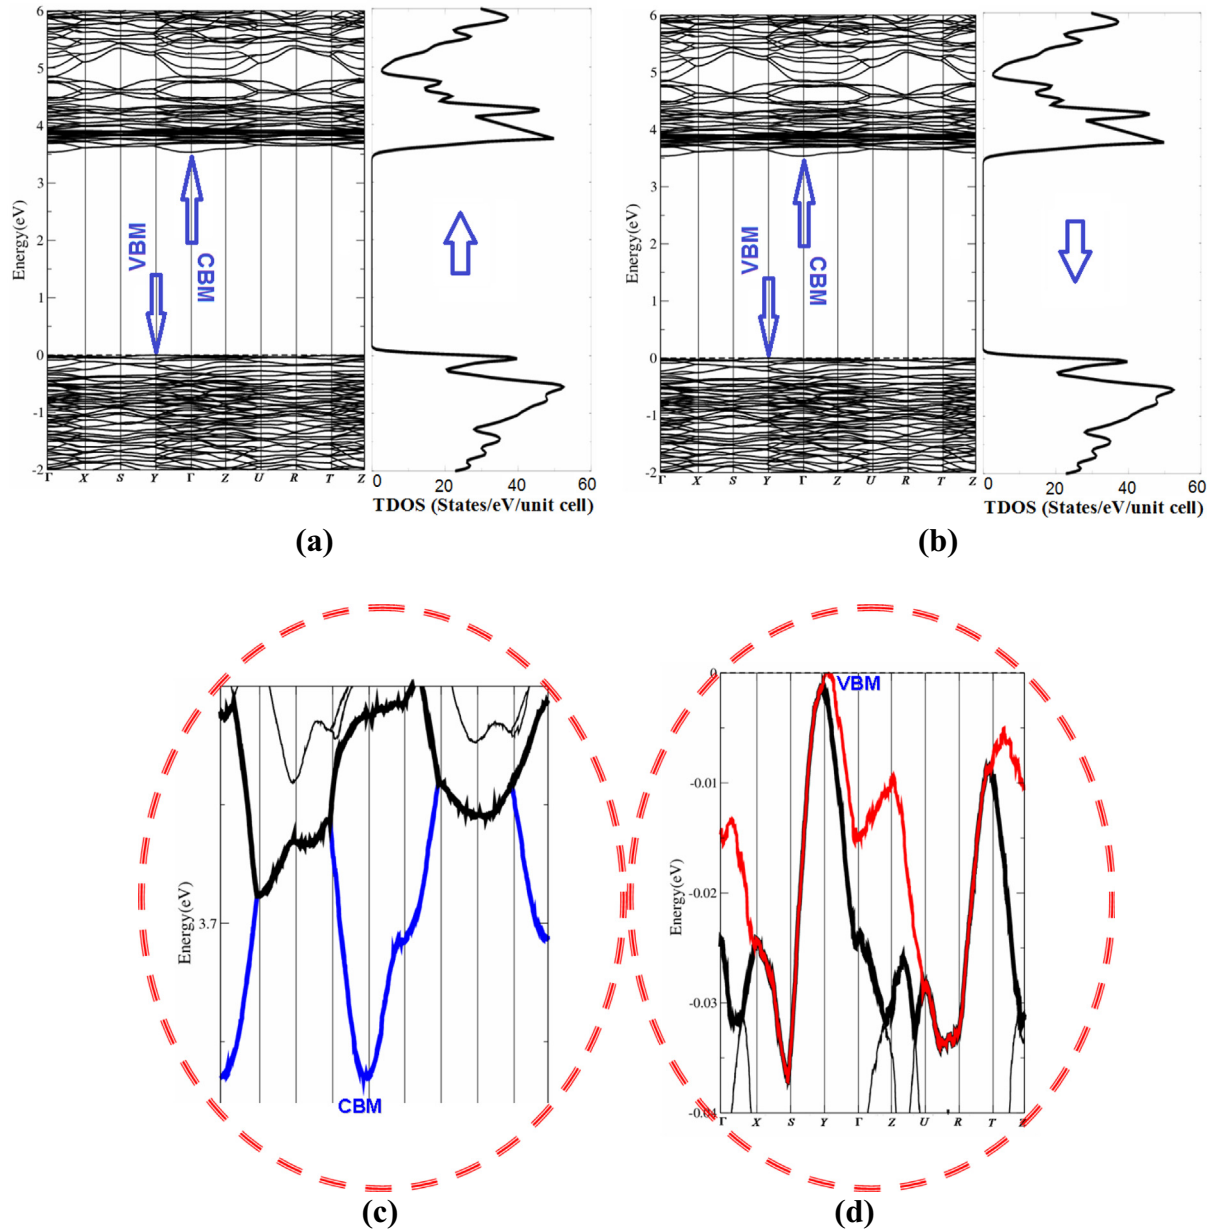 6
5
4
3
2
1
0
-1
-2
Energy(eV)
VBM
CBM
Γ X S Y Γ Z U R T Z
0 20 40 60
TDOS (States/eV/unit cell)
(a)
6
5
4
3
2
1
0
-1
-2
Energy(eV)
VBM
CBM
Γ X S Y Γ Z U R T Z
0 20 40 60
TDOS (States/eV/unit cell)
(b)
3.7
Energy(eV)
CBM
(c)
0
-0.01
-0.02
-0.03
-0.04
Energy(eV)
VBM
Γ X S Y Γ Z U R T Z
(d)